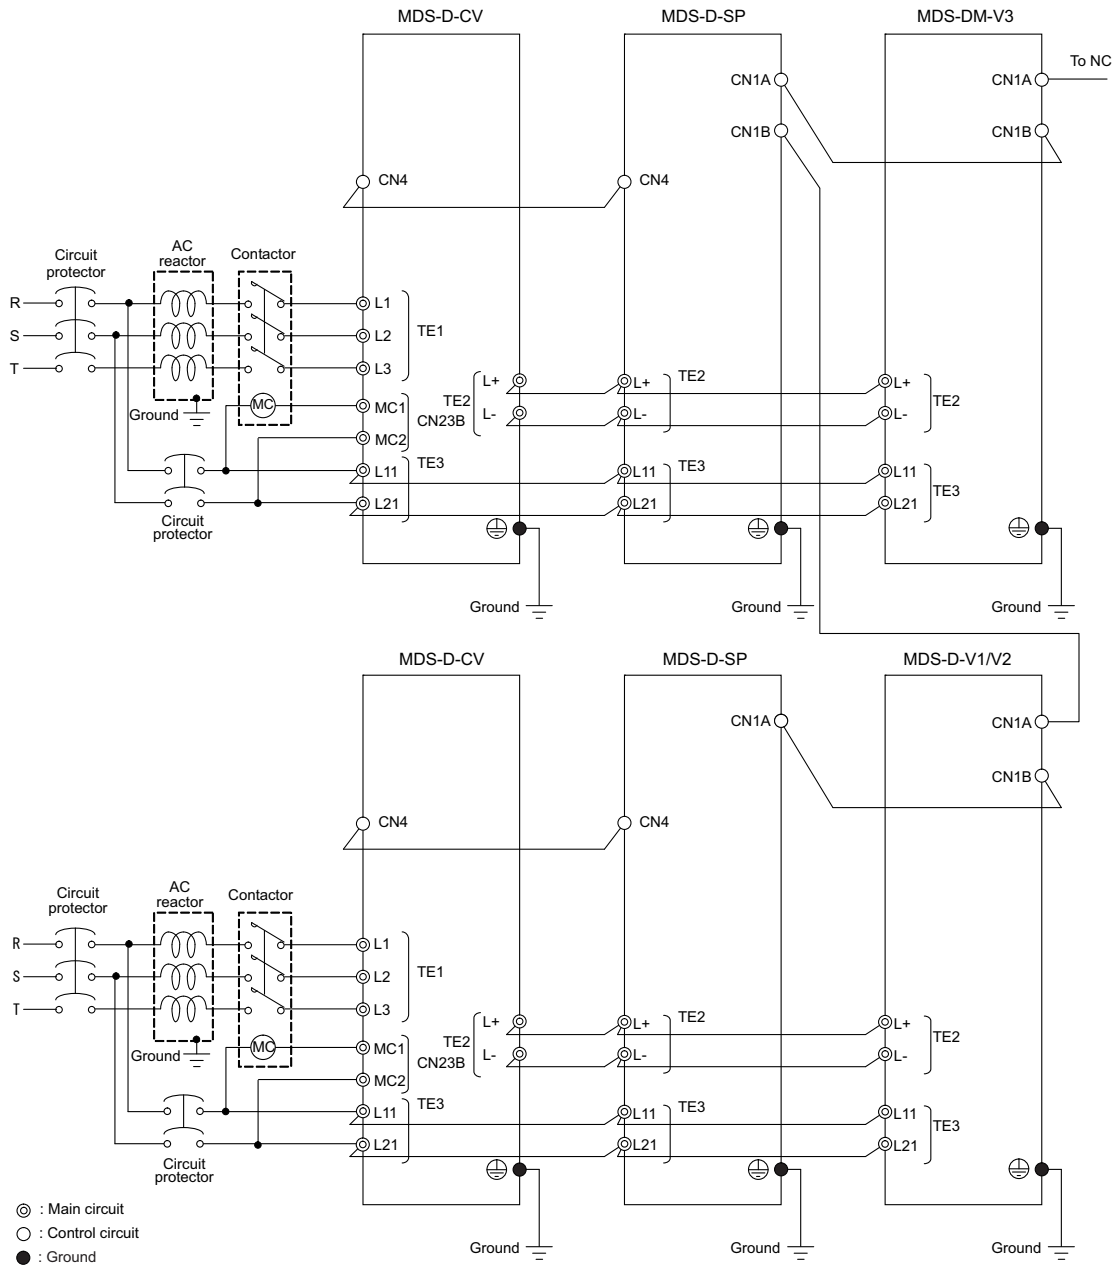 MDS-D-CV
MDS-D-SP
MDS-DM-V3
To NC
CN1A
CN1A
CN1B
CN1B
CN4
CN4
Circuit
protector
AC
reactor
Contactor
R
S
T
L1
L2
L3
TE1
Ground
MC
MC1
MC2
TE2
CN23B
L+
L-
L+
L-
TE2
L+
L-
TE2
L11
L21
TE3
L11
L21
TE3
L11
L21
TE3
Circuit
protector
Ground
Ground
Ground
MDS-D-CV
MDS-D-SP
MDS-D-V1/V2
CN1A
CN1A
CN1B
CN4
CN4
Circuit
protector
AC
reactor
Contactor
R
S
T
L1
L2
L3
TE1
Ground
MC
MC1
MC2
TE2
CN23B
L+
L-
L+
L-
TE2
L+
L-
TE2
L11
L21
TE3
L11
L21
TE3
L11
L21
TE3
Circuit
protector
Ground
Ground
Ground
: Main circuit
: Control circuit
: Ground